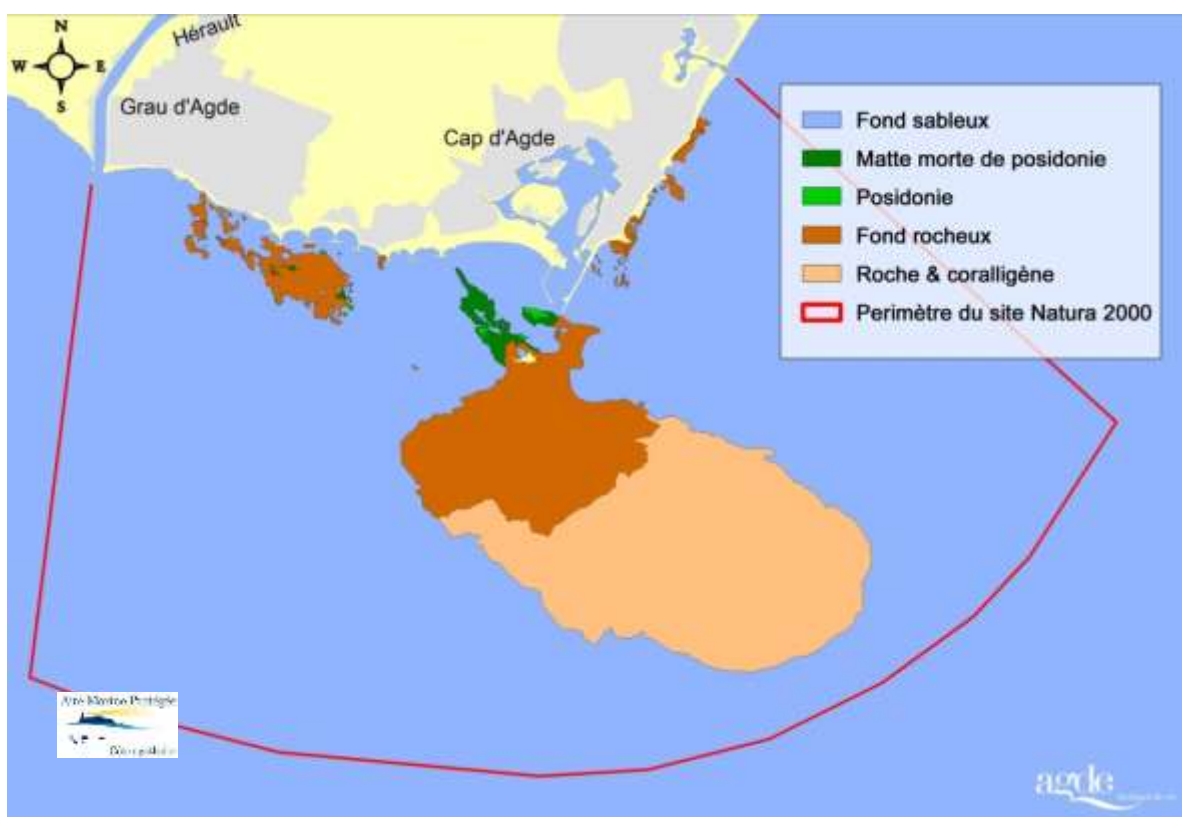 N
W E
S
Hérault
Grau d'Agde
Cap d'Agde
Fond sableux
Matte morte de posidonie
Posidonie
Fond rocheux
Roche & coralligène
Perimètre du site Natura 2000
Aire Marine Protégée
agde